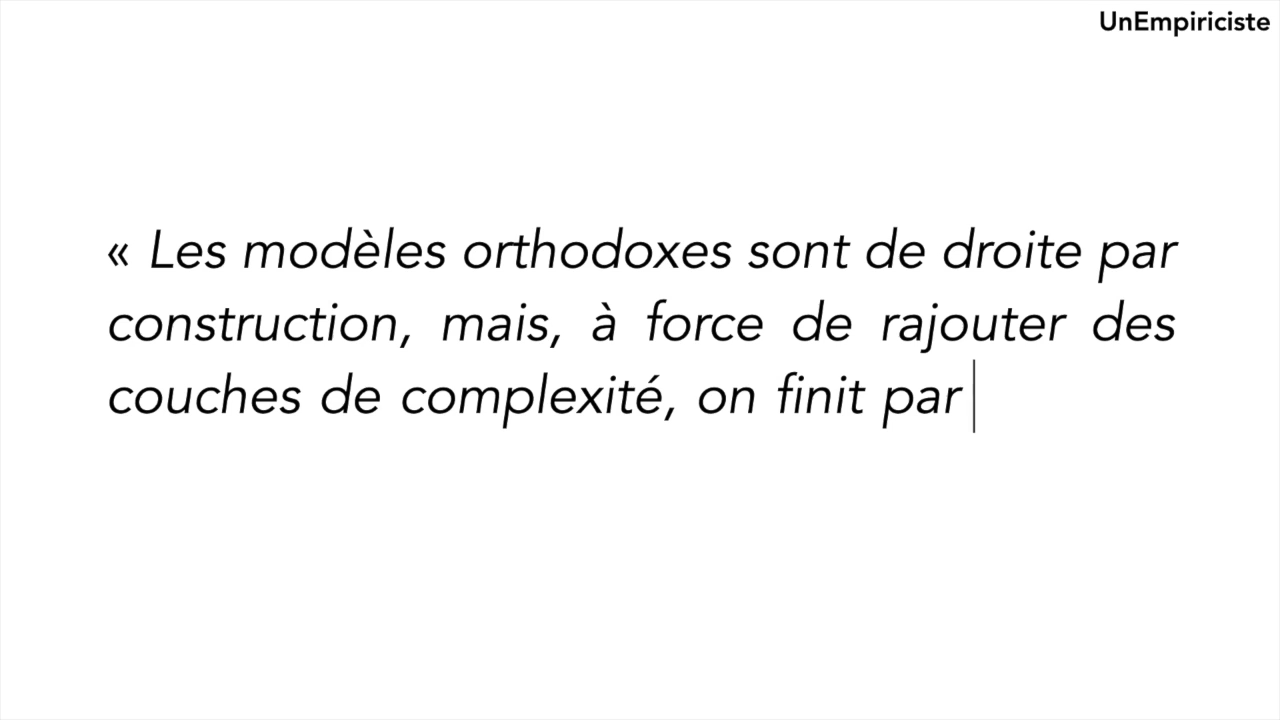 UnEmpiriciste
« Les modèles orthodoxes sont de droite par
construction, mais, à force de rajouter des
couches de complexité, on finit par